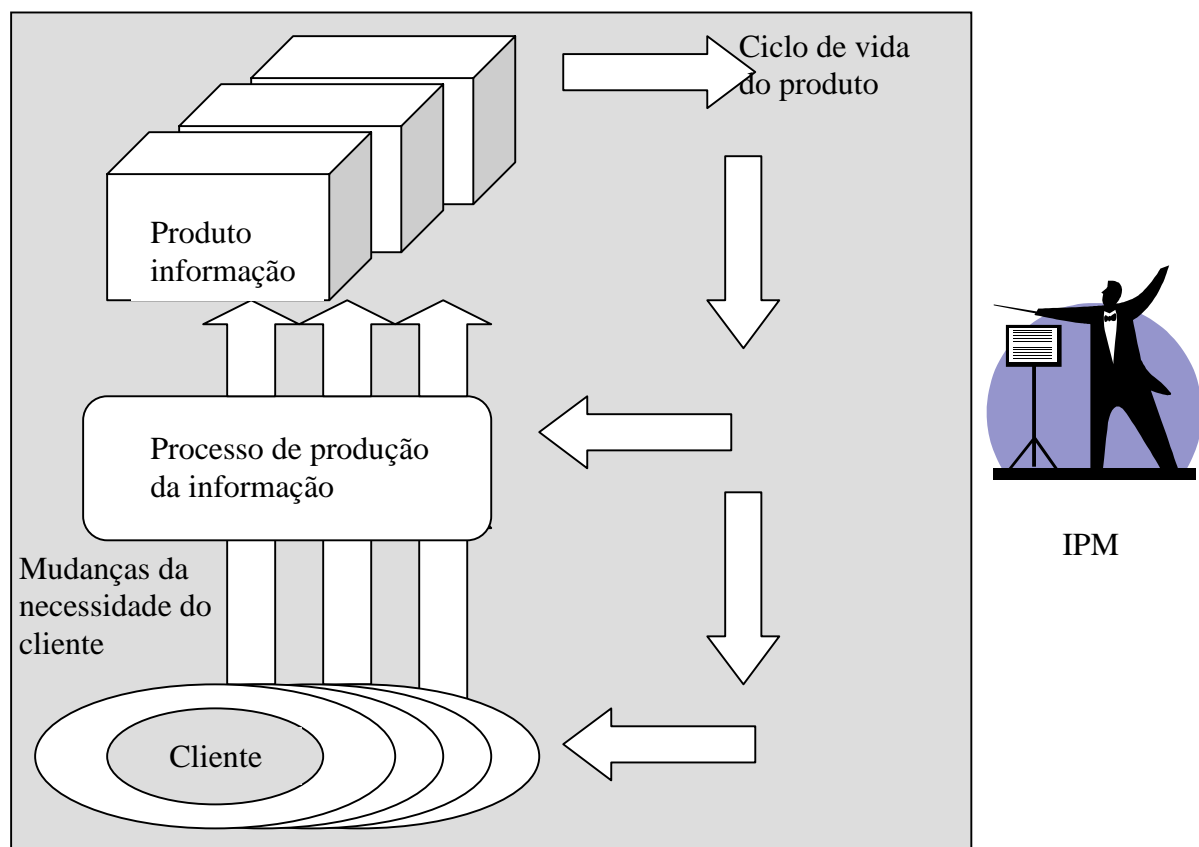 Ciclo de vida
do produto
Produto
informação
Processo de produção
da informação
IPM
Mudanças da
necessidade do
cliente
Cliente